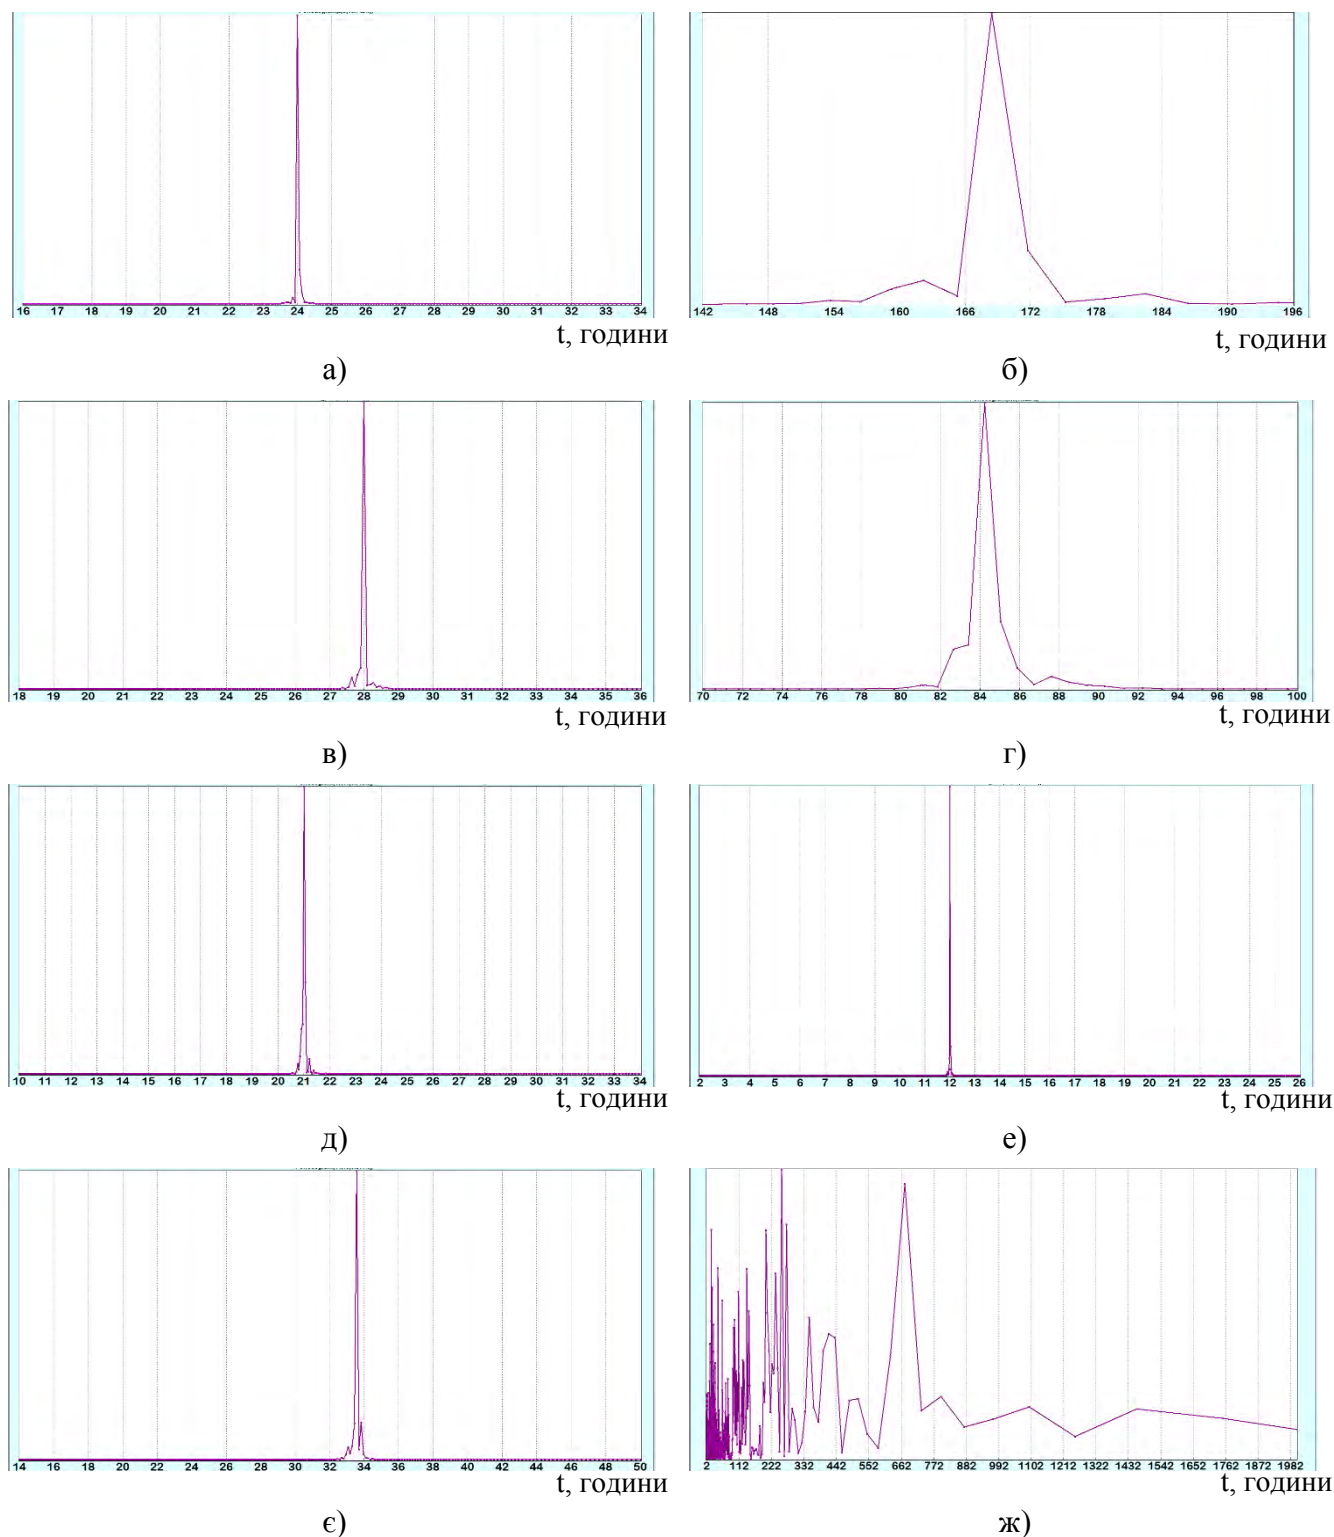 16 17 18 19 20 21 22 23 24 25 26 27 28 29 30 31 32 33 34
t, години
а)
142 148 154 160 166 172 178 184 190 196
t, години
б)
18 19 20 21 22 23 24 25 26 27 28 29 30 31 32 33 34 35 36
t, години
в)
70 72 74 76 78 80 82 84 86 88 90 92 94 96 98 100
t, години
г)
10 11 12 13 14 15 16 17 18 19 20 21 22 23 24 25 26 27 28 29 30 31 32 33 34
t, години
д)
2 3 4 5 6 7 8 9 10 11 12 13 14 15 16 17 18 19 20 21 22 23 24 25 26
t, години
е)
14 16 18 20 22 24 26 28 30 32 34 36 38 40 42 44 46 48 50
t, години
є)
2 112 222 332 442 552 662 772 882 992 1102 1212 1322 1432 1542 1652 1762 1872 1982
t, години
ж)